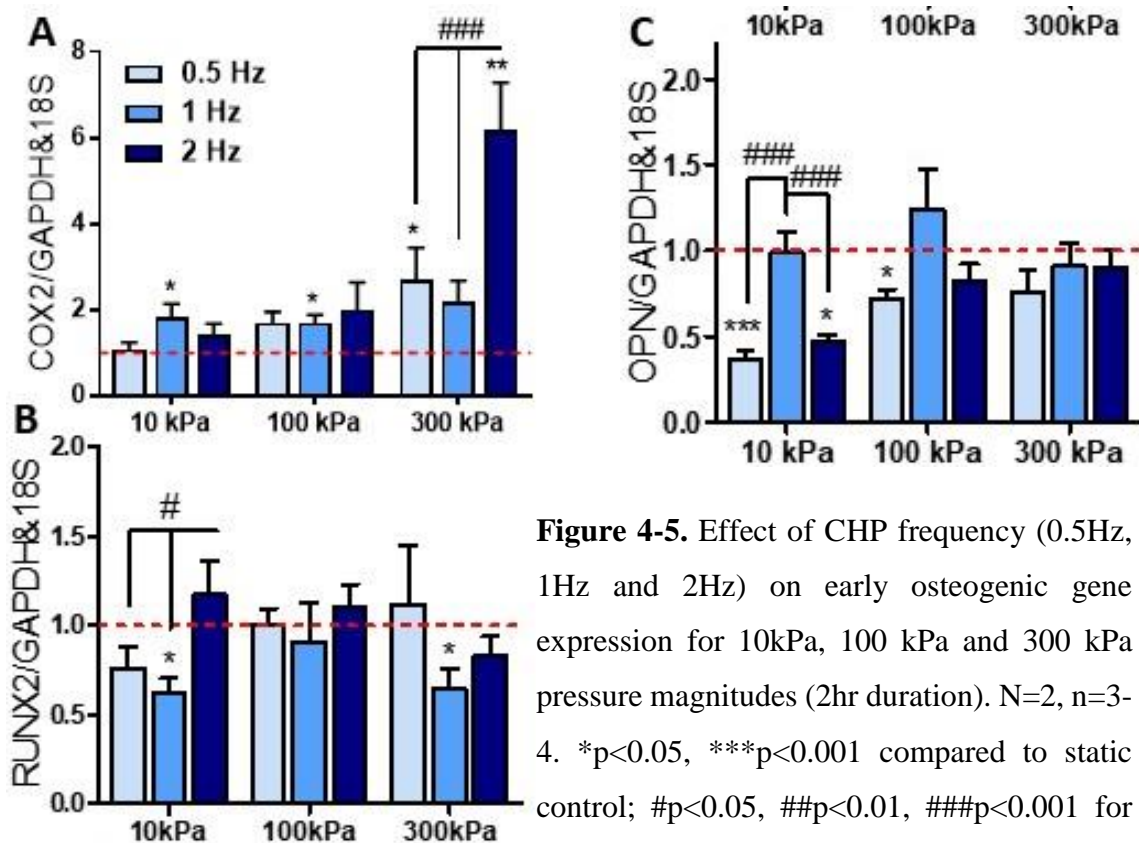 A
COX2/GAPDH&18S
8
6
4
2
0
0.5 Hz
1 Hz
2 Hz
*
*
*
###
**
10 kPa
100 kPa
300 kPa
B
RUNX2/GAPDH&18S
2.0
1.5
1.0
0.5
0.0
#
*
*
10kPa
100kPa
300kPa
C
10kPa
100kPa
300kPa
OPN/GAPDH&18S
2.0
1.5
1.0
0.5
0.0
###
###
***
*
*
10 kPa
100 kPa
300 kPa
Figure 4-5. Effect of CHP frequency (0.5Hz,
1Hz and 2Hz) on early osteogenic gene
expression for 10kPa, 100 kPa and 300 kPa
pressure magnitudes (2hr duration). N=2, n=3-
4. *p<0.05, ***p<0.001 compared to static
control; #p<0.05, ##p<0.01, ###p<0.001 for